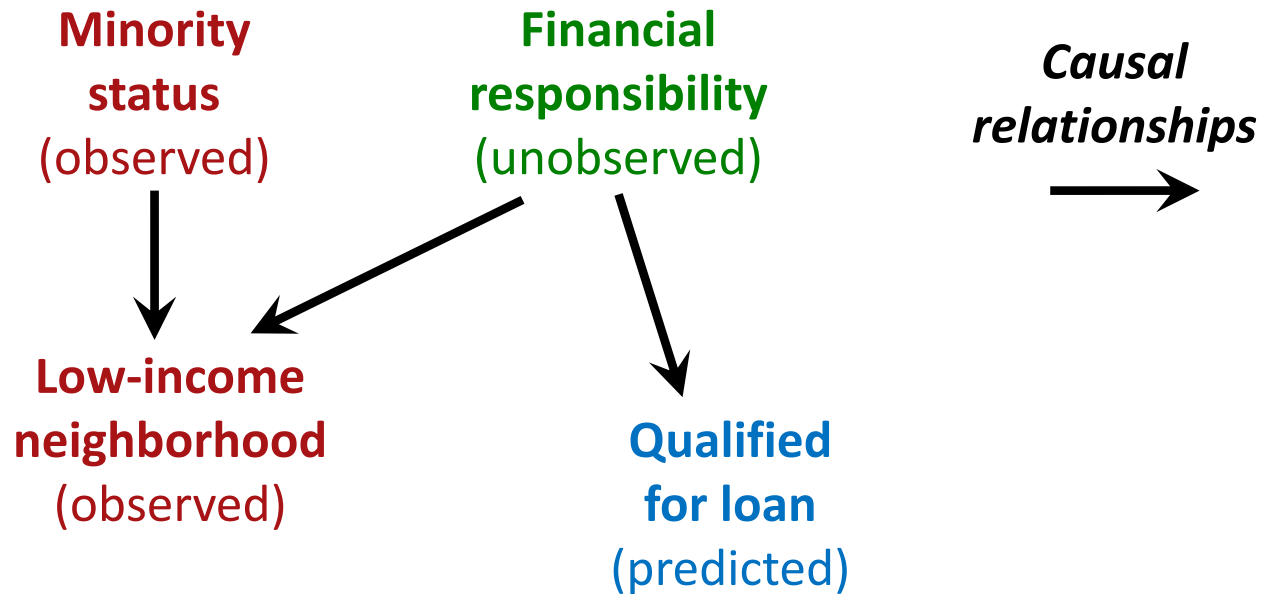 Minority
status
(observed)
Financial
responsibility
(unobserved)
Causal
relationships
Low-income
neighborhood
(observed)
Qualified
for loan
(predicted)